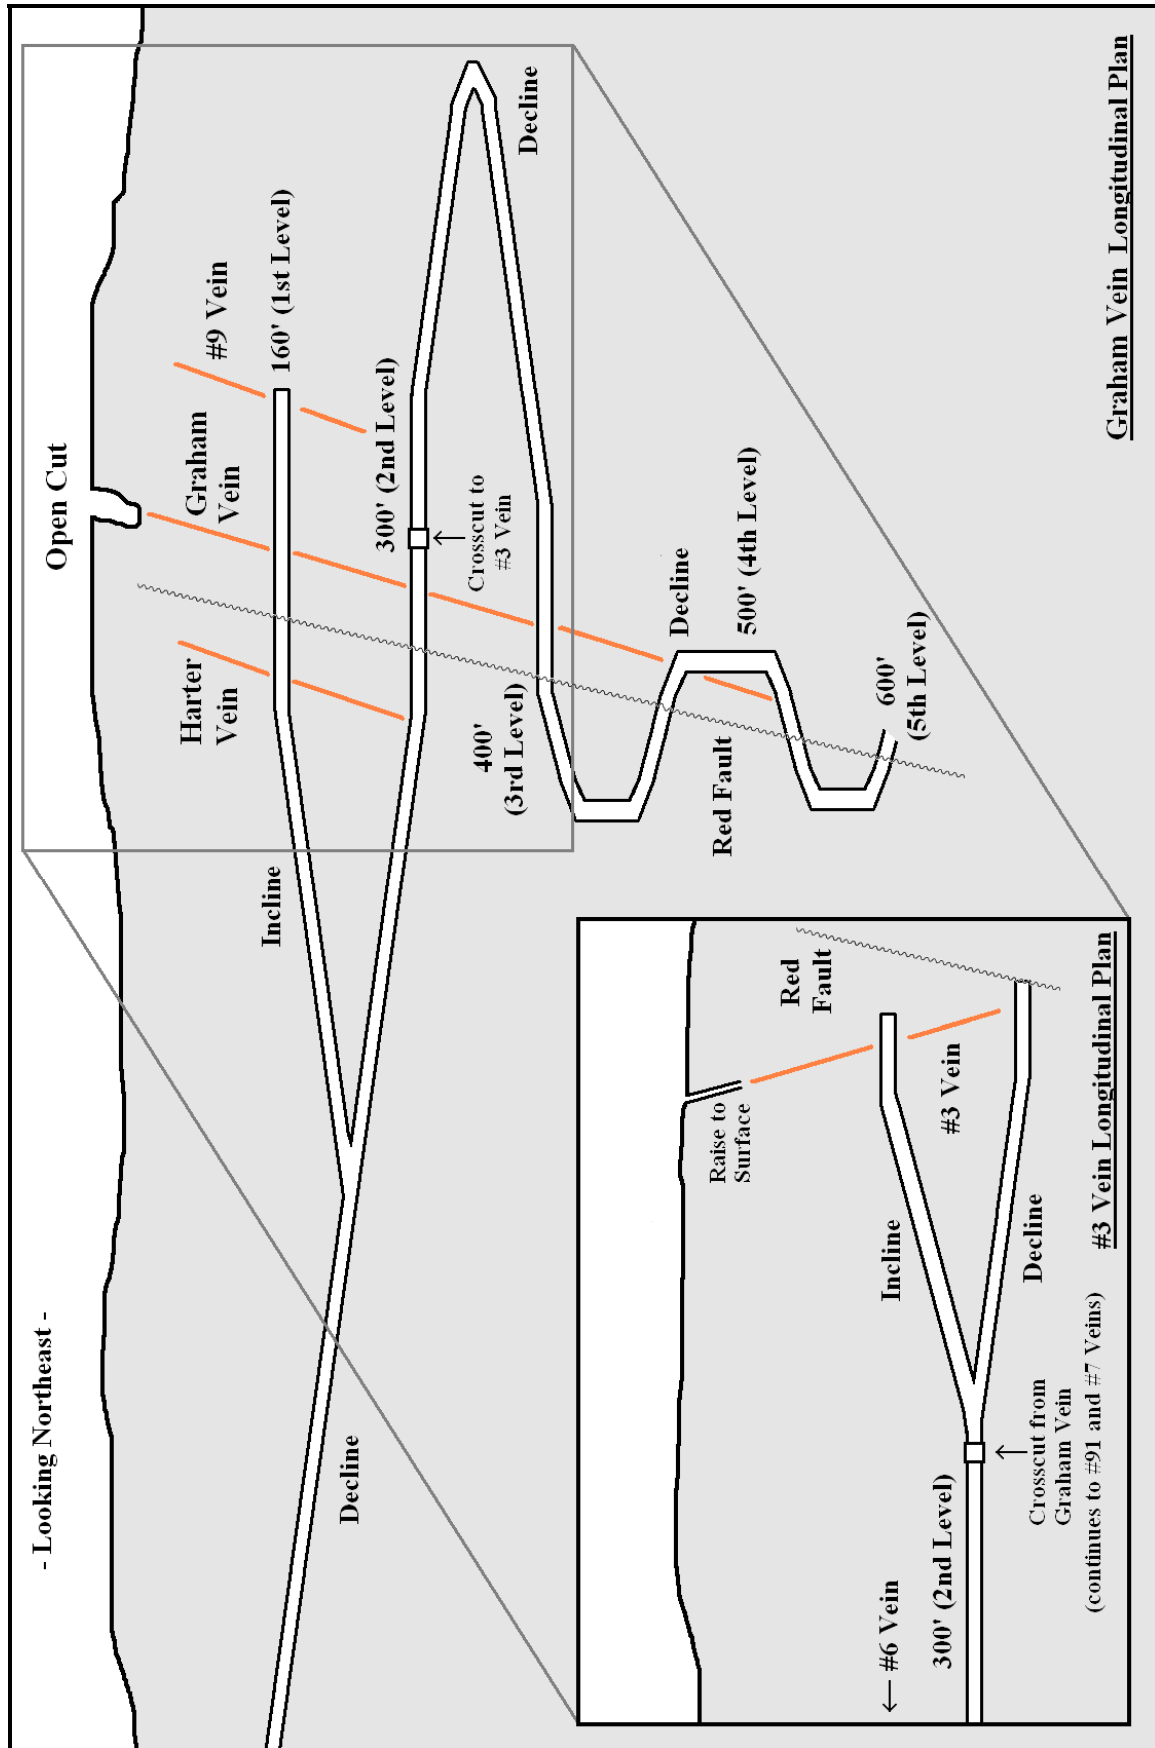 - Looking Northeast -
Open Cut
Harter
Vein
Graham
Vein
#9 Vein
160' (1st Level)
Incline
Decline
300' (2nd Level)
Crosscut to
#3 Vein
Decline
400'
(3rd Level)
Decline
Red Fault
500' (4th Level)
600'
(5th Level)
Graham Vein Longitudinal Plan
Raise to
Surface
Red
Fault
← #6 Vein
Incline
#3 Vein
300' (2nd Level)
Decline
Crosscut from
Graham Vein
(continues to #91 and #7 Veins)
#3 Vein Longitudinal Plan